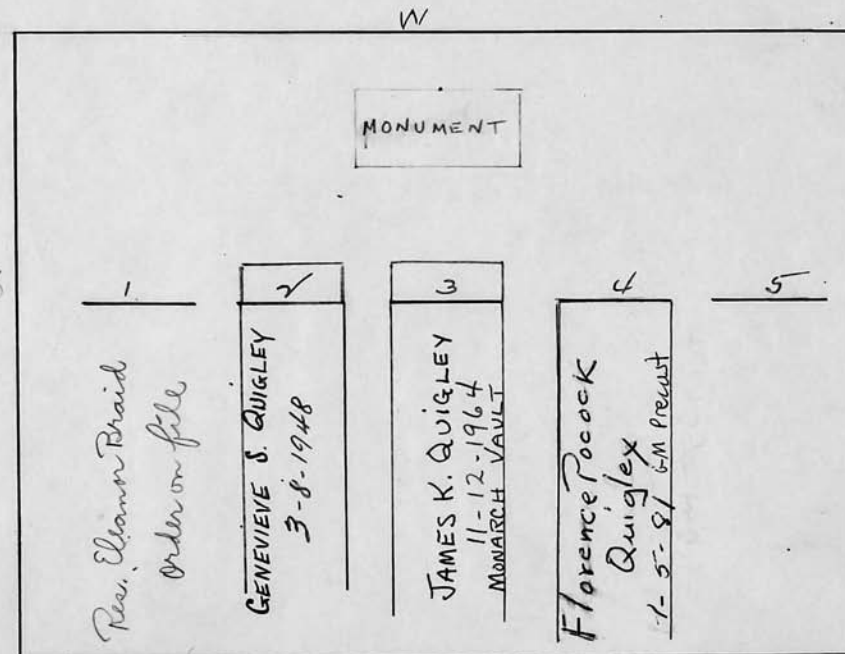 W
MONUMENT
1
2
3
4
5
Res. Eleanor Braid
Order on file
GENEVIEVE S. QUIGLEY
3-8-1948
JAMES K. QUIGLEY
11-12-1964
MONARCH VAULT
Florence Pocock
Quigley
1-5-81 GM Precast